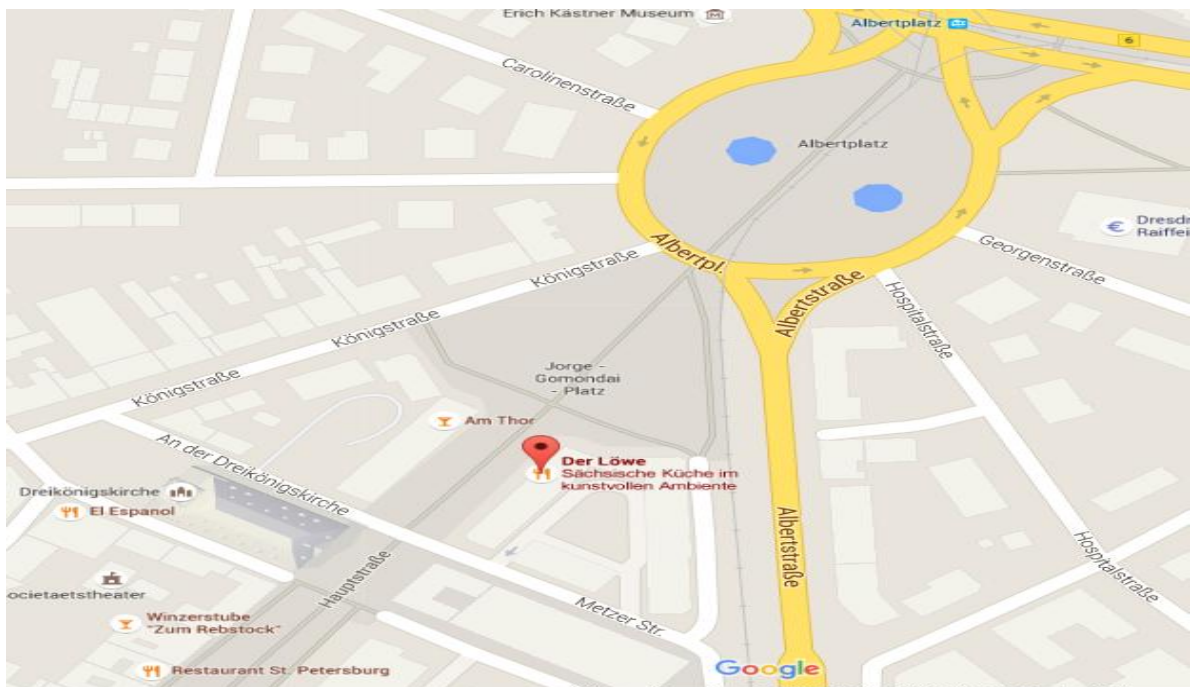 Erich Kästner Museum
Albertplatz
6
Carolinenstraße
Albertplatz
Dresdn
Raiffei
Georgenstraße
Albertpl.
Königstraße
Albertstraße
Hospitalstraße
Königstraße
Jorge -
Gomondai
- Platz
Königstraße
Am Thor
An der Dreikönigskirche
Der Löwe
Sächsische Küche im
kunstvollen Ambiente
Dreikönigskirche
El Espanol
Albertstraße
Hospitalstraße
Hauptstraße
ocietaetstheater
Metzer Str.
Winzerstube
"Zum Rebstock"
Restaurant St. Petersburg
Google